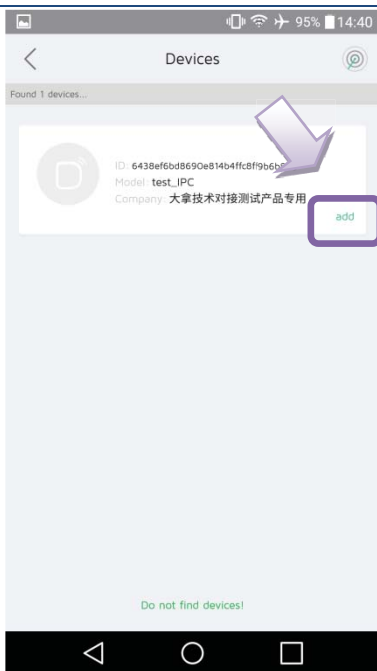 95% 14:40
Devices
Found 1 devices...
ID:
Model: test_IPC
Company: 大拿技术对接测试产品专用
add
Do not find devices!